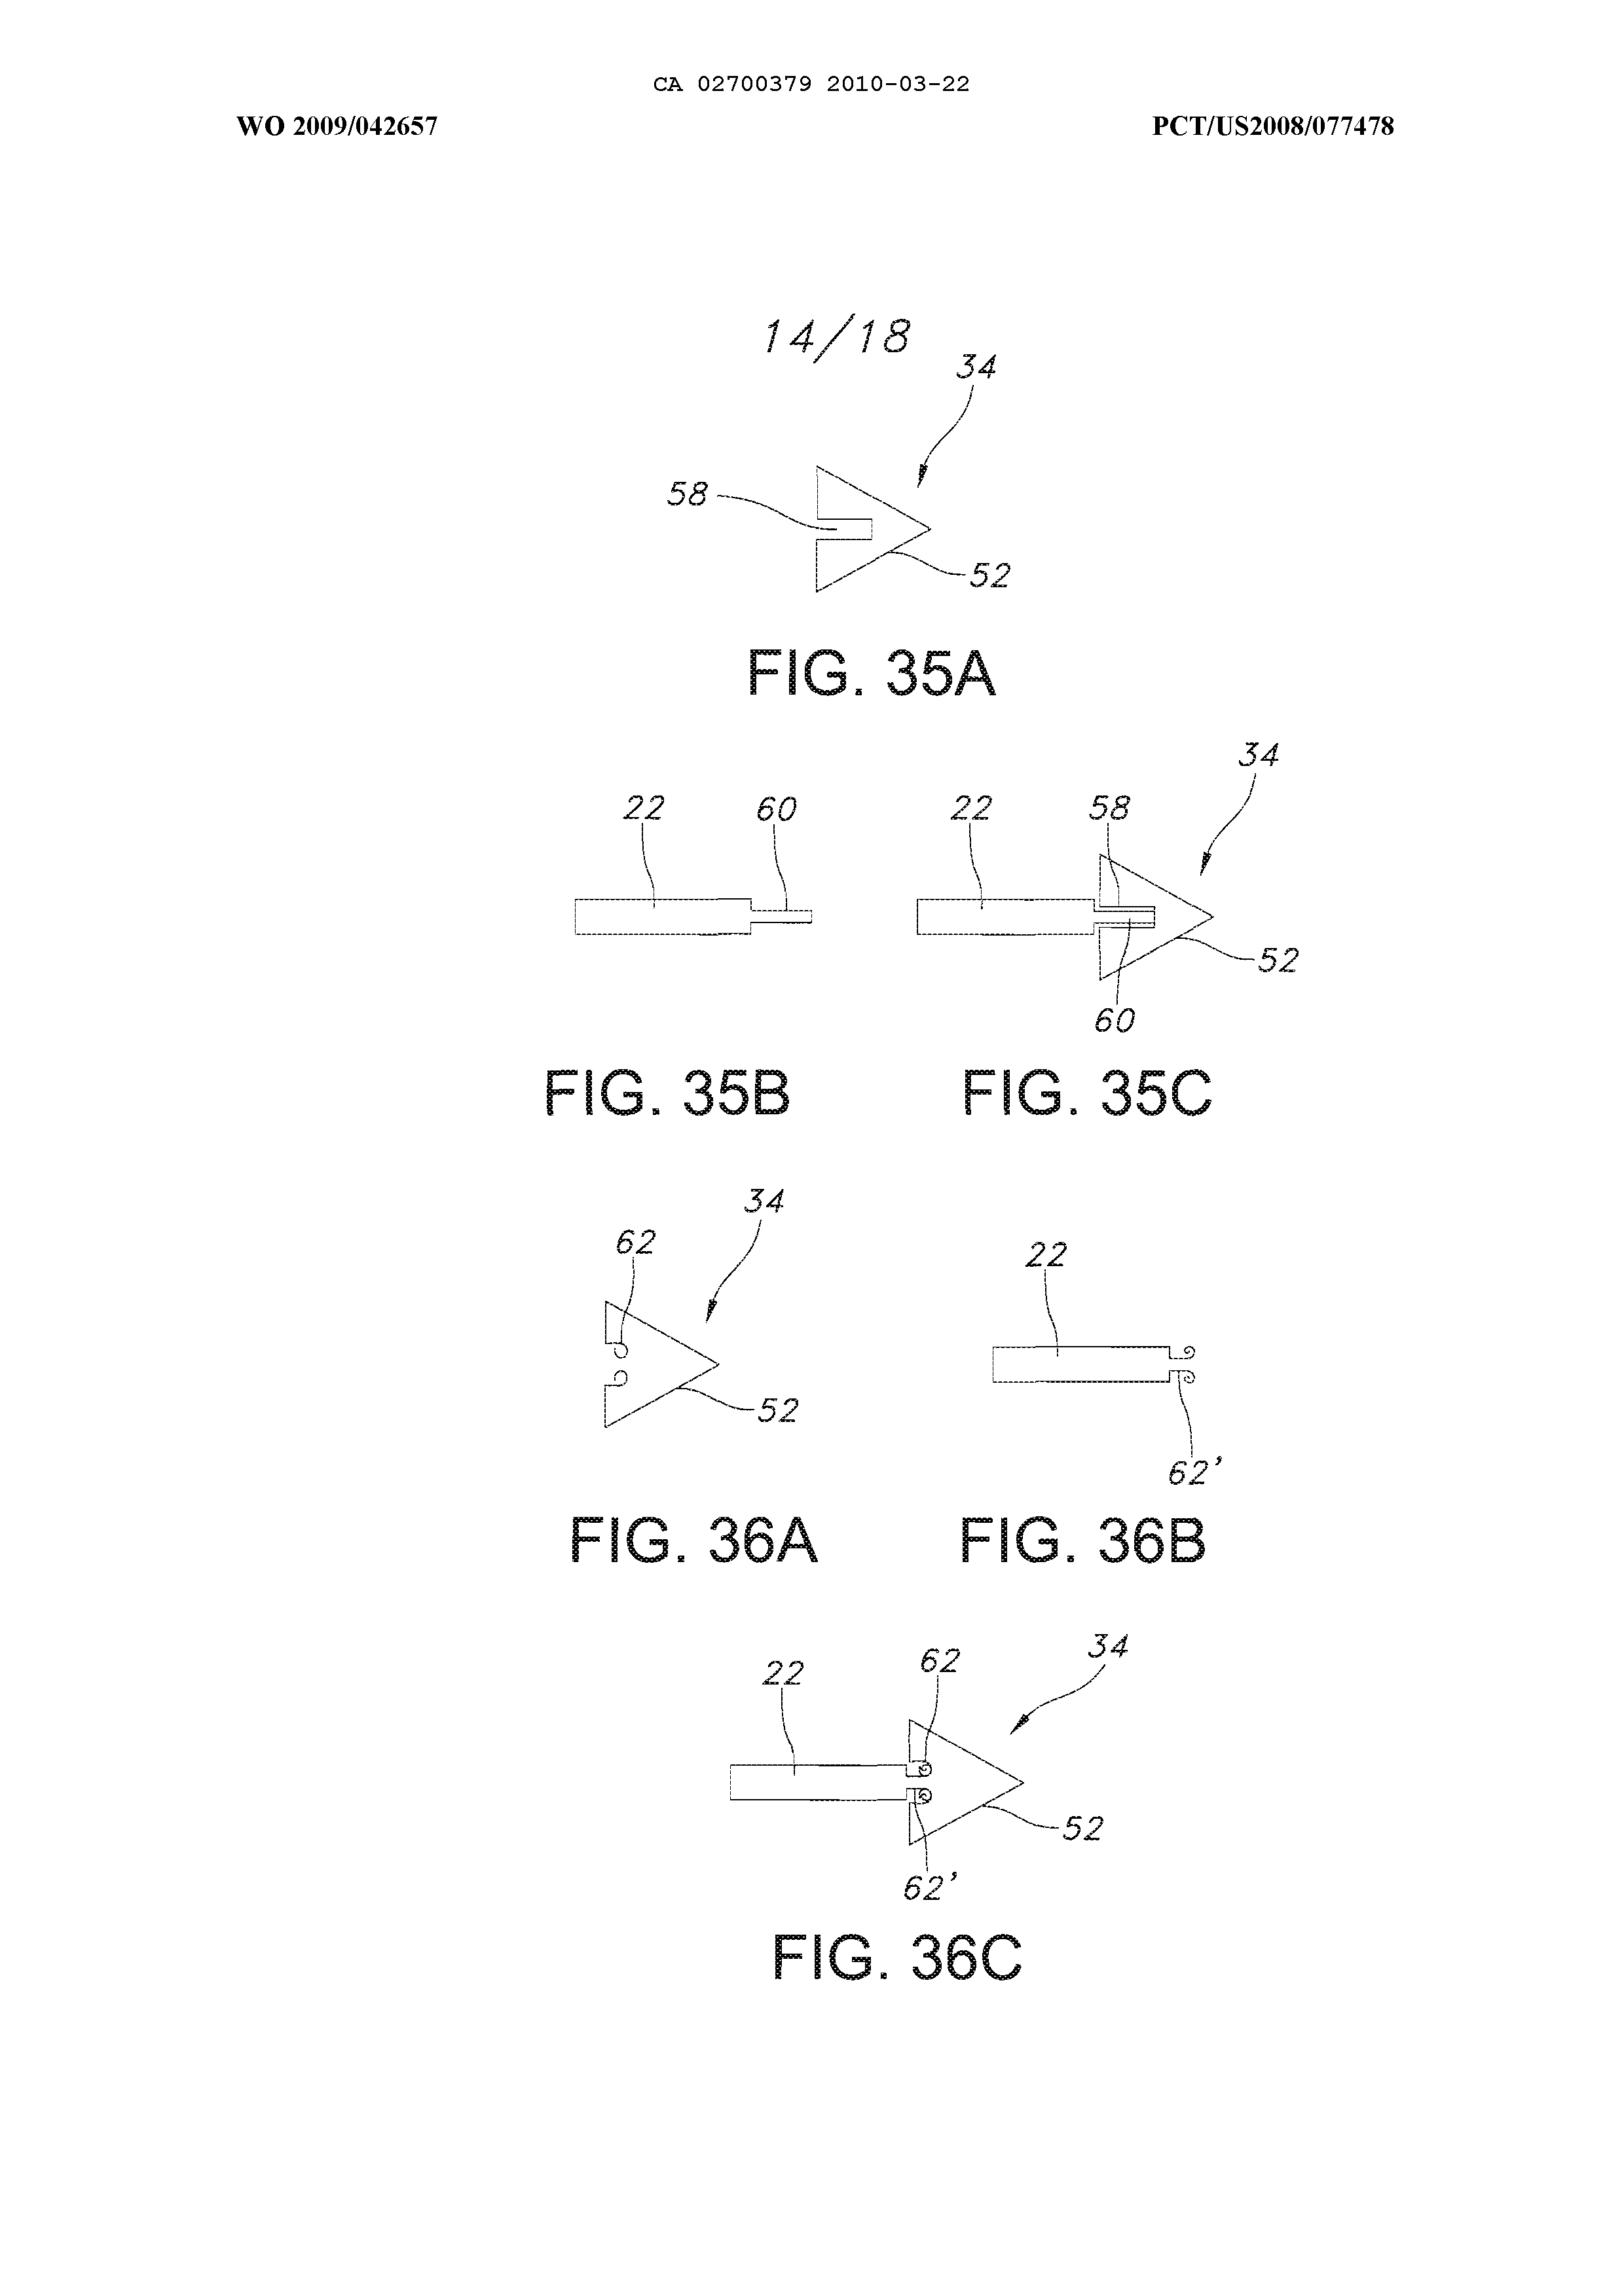 CA 02700379 2010-03-22
WO 2009/042657 PCT/US2008/077478
14/18
34
58
52
FIG. 35A
34
22 60 22 58
52
60
FIG. 35B FIG. 35C
34
62 22
52
62'
FIG. 36A FIG. 36B
34
22 62
52
62'
FIG. 36C